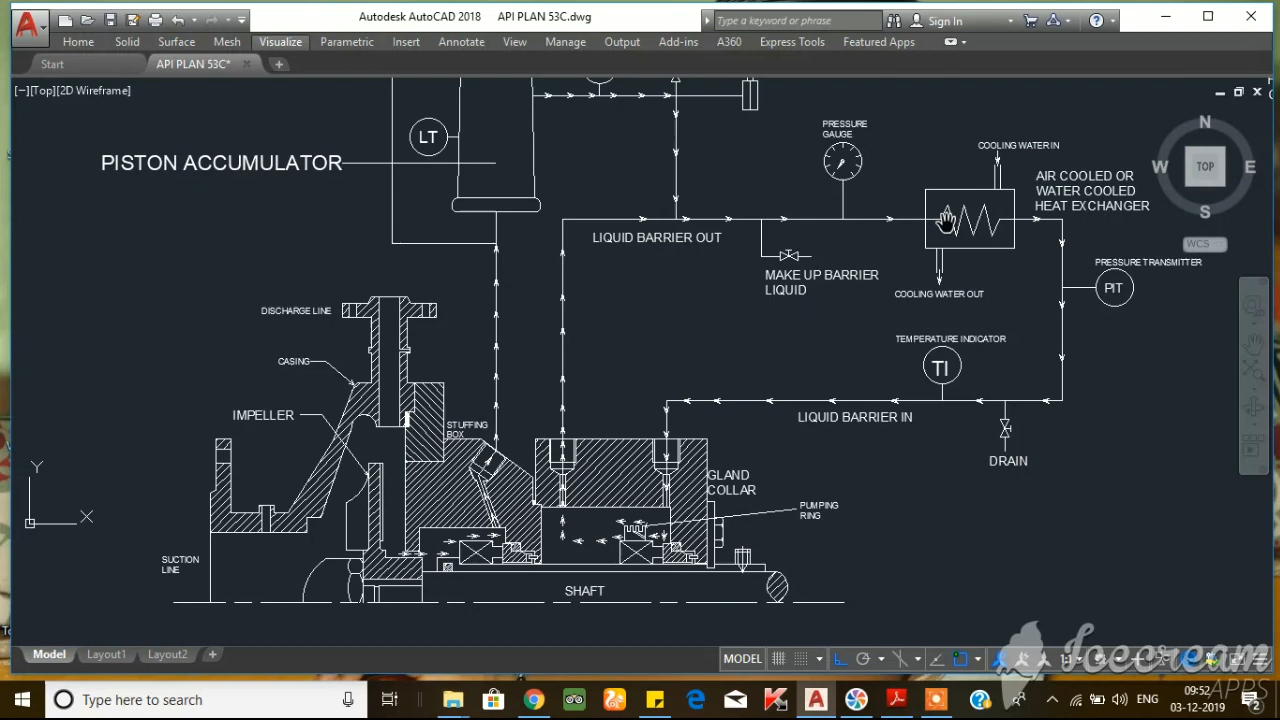 Autodesk AutoCAD 2018 API PLAN 53C.dwg
Type a keyword or phrase
Sign In
Home Solid Surface Mesh Visualize Parametric Insert Annotate View Manage Output Add-ins A360 Express Tools Featured Apps
Start API PLAN 53C*
[−][Top][2D Wireframe]
N
W TOP E
S
WCS
LT
PISTON ACCUMULATOR
PRESSURE
GAUGE
COOLING WATER IN
AIR COOLED OR
WATER COOLED
HEAT EXCHANGER
LIQUID BARRIER OUT
MAKE UP BARRIER
LIQUID
COOLING WATER OUT
PRESSURE TRANSMITTER
PIT
DISCHARGE LINE
CASING
IMPELLER
STUFFING
BOX
TEMPERATURE INDICATOR
TI
LIQUID BARRIER IN
DRAIN
GLAND
COLLAR
PUMPING
RING
SUCTION
LINE
SHAFT
Y
X
Model Layout1 Layout2
MODEL
1:1
Icecream
APPS
Type here to search
ENG
09:52
03-12-2019
2